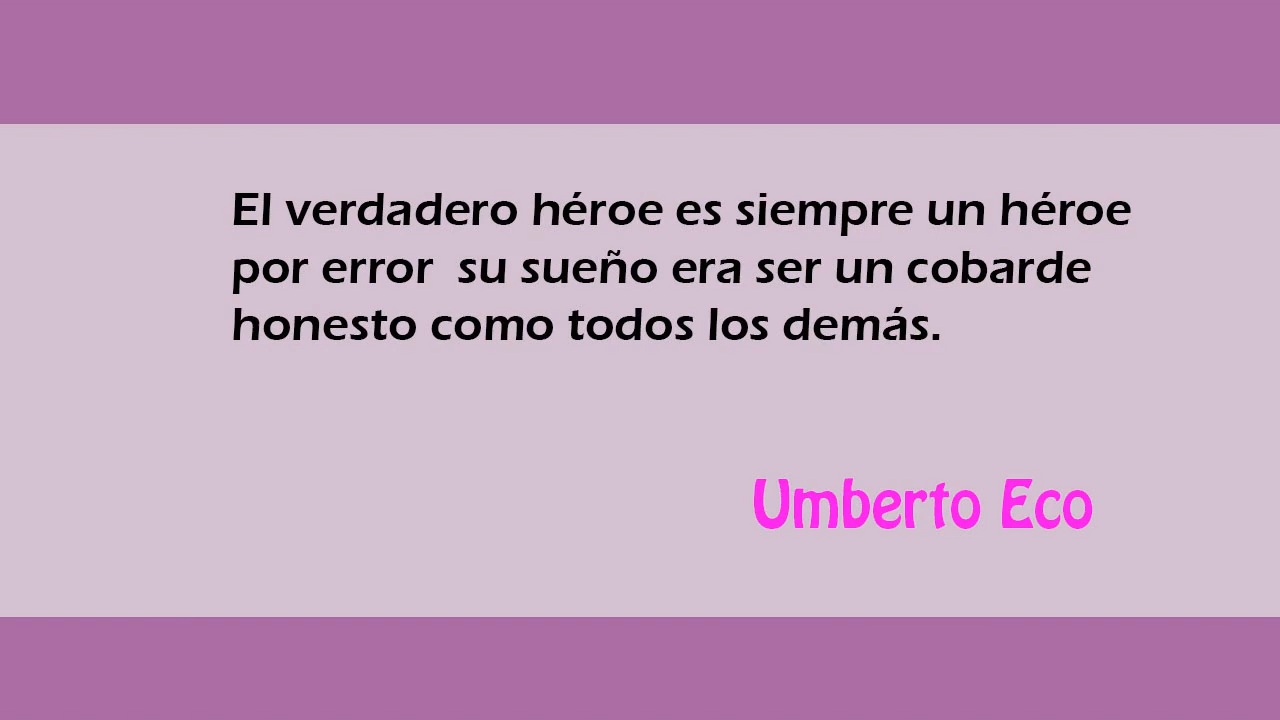 El verdadero héroe es siempre un héroe
por error  su sueño era ser un cobarde
honesto como todos los demás.
Umberto Eco